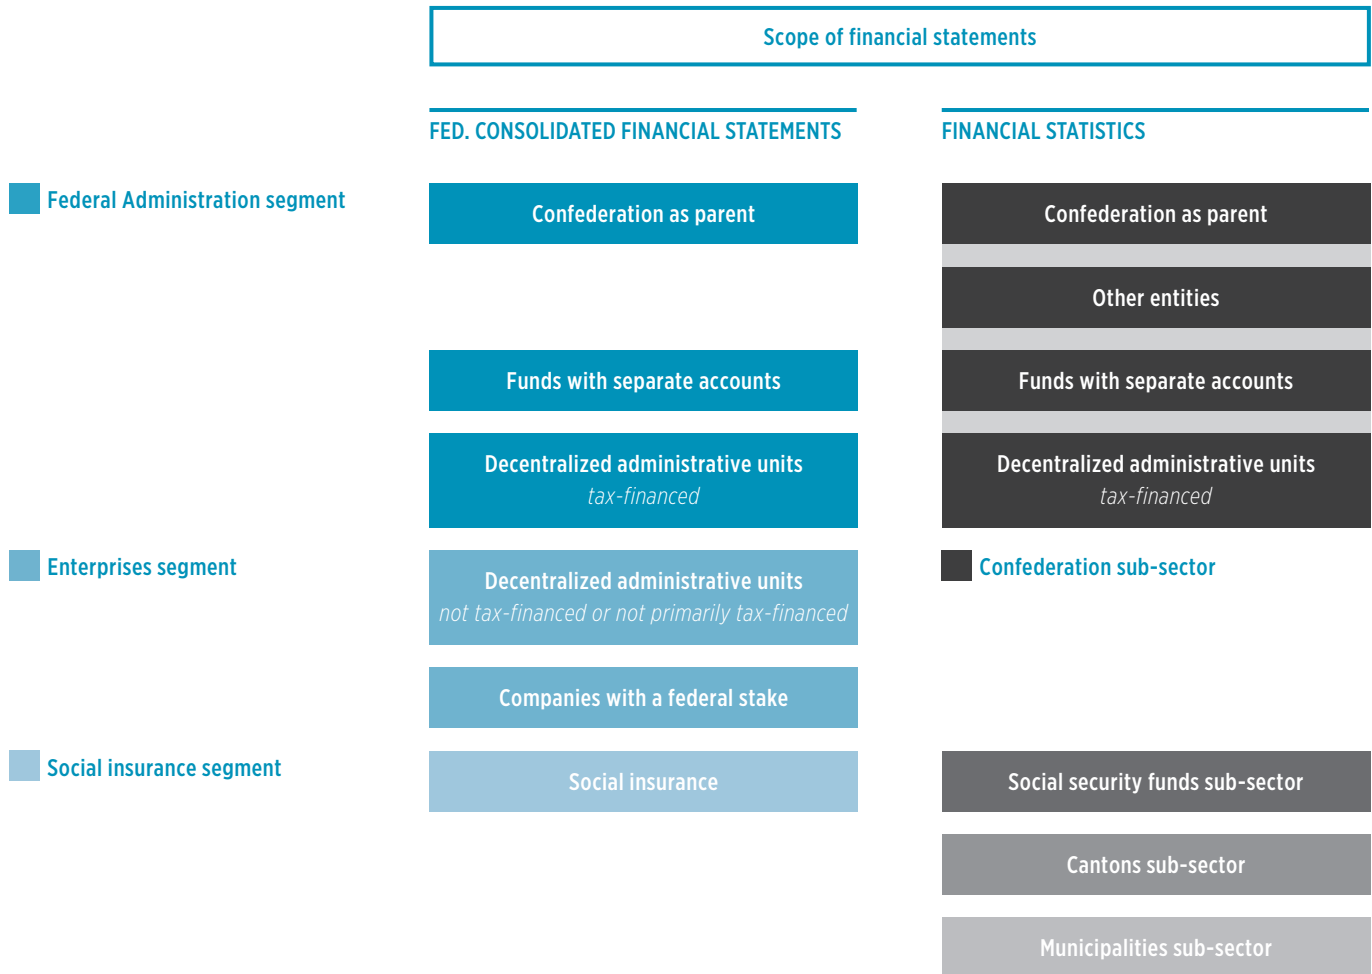 Scope of financial statements
FED. CONSOLIDATED FINANCIAL STATEMENTS
FINANCIAL STATISTICS
Federal Administration segment
Confederation as parent
Confederation as parent
Other entities
Funds with separate accounts
Funds with separate accounts
Decentralized administrative units
tax-financed
Decentralized administrative units
tax-financed
Enterprises segment
Decentralized administrative units
not tax-financed or not primarily tax-financed
Confederation sub-sector
Companies with a federal stake
Social insurance segment
Social insurance
Social security funds sub-sector
Cantons sub-sector
Municipalities sub-sector